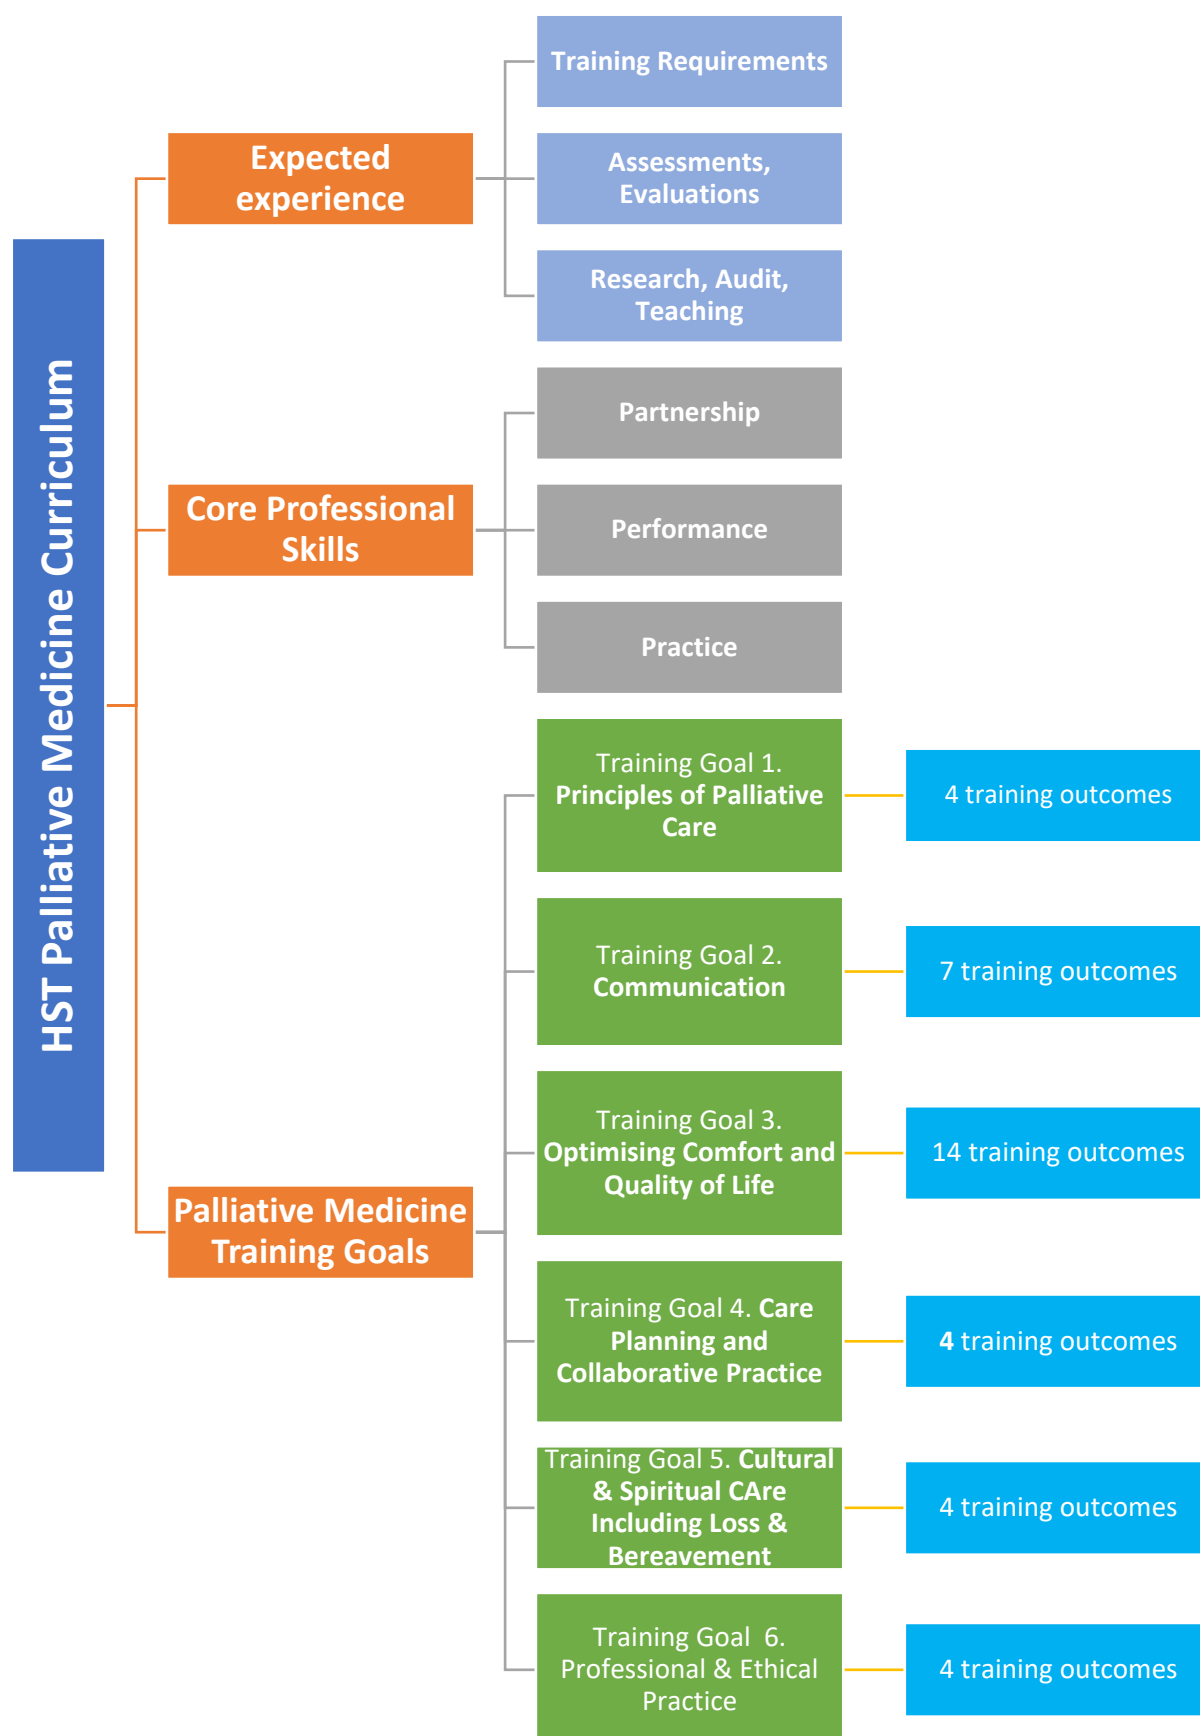 HST Palliative Medicine Curriculum
Expected
experience
Training Requirements
Assessments,
Evaluations
Research, Audit,
Teaching
Core Professional
Skills
Partnership
Performance
Practice
Palliative Medicine
Training Goals
Training Goal 1.
Principles of Palliative
Care
4 training outcomes
Training Goal 2.
Communication
7 training outcomes
Training Goal 3.
Optimising Comfort and
Quality of Life
14 training outcomes
Training Goal 4. Care
Planning and
Collaborative Practice
4 training outcomes
Training Goal 5. Cultural
& Spiritual CAre
Including Loss &
Bereavement
4 training outcomes
Training Goal 6.
Professional & Ethical
Practice
4 training outcomes